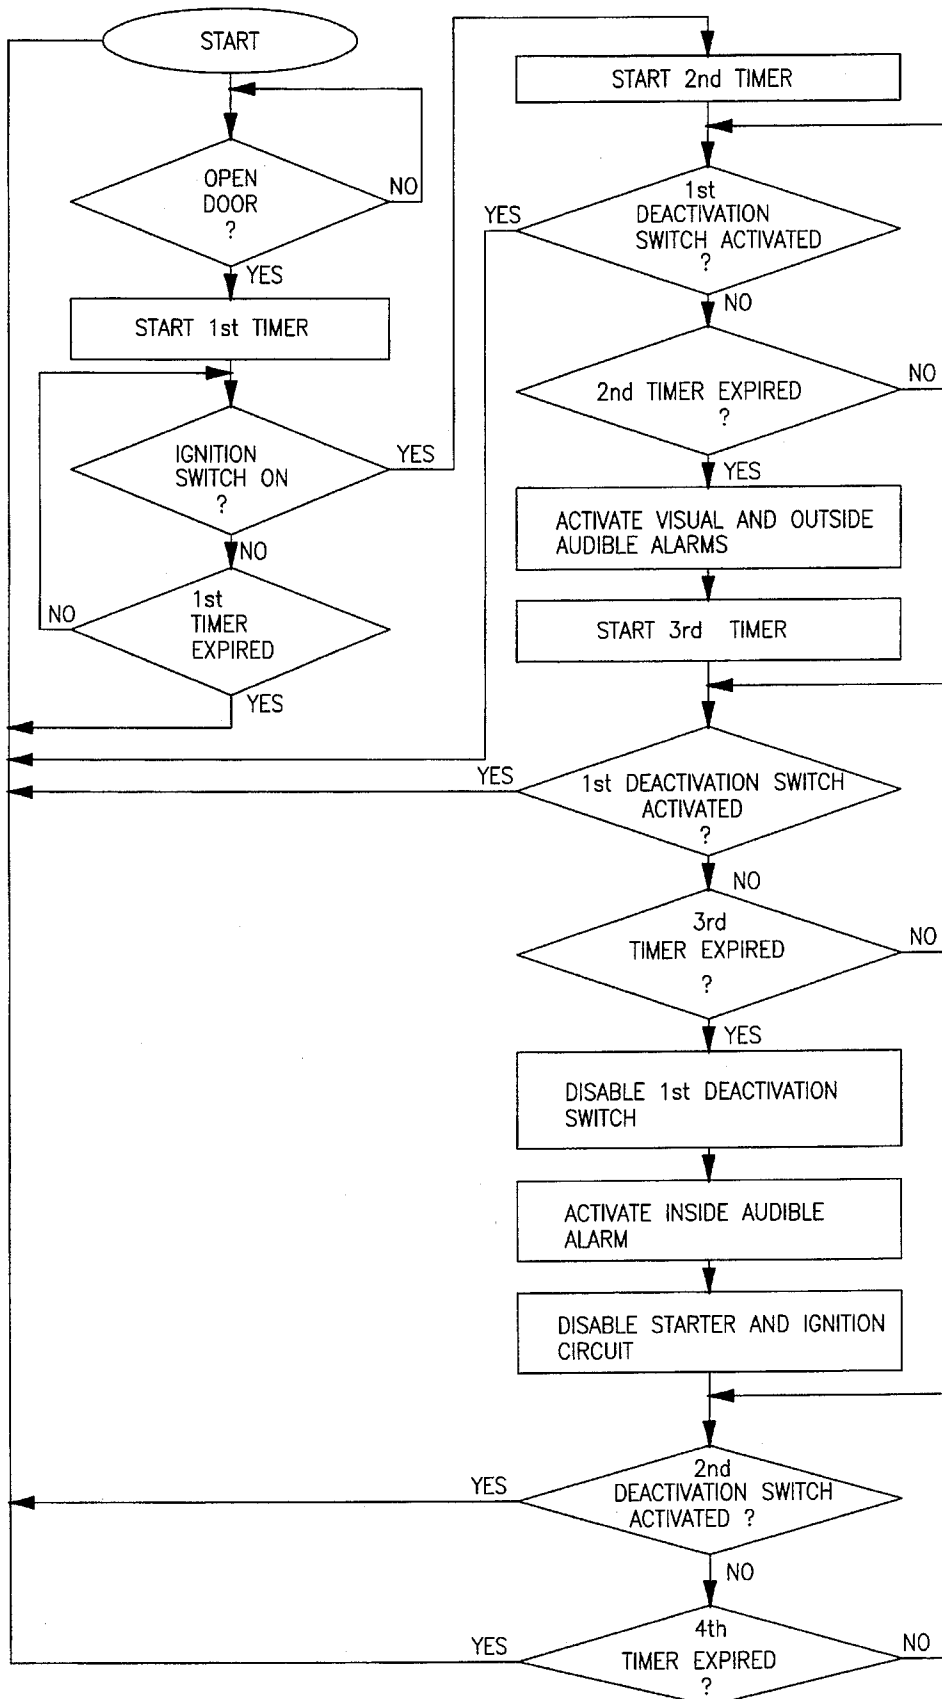 START
OPEN
DOOR
?
NO
YES
START 1st TIMER
IGNITION
SWITCH ON
?
YES
NO
1st
TIMER
EXPIRED
NO
YES
START 2nd TIMER
1st
DEACTIVATION
SWITCH ACTIVATED
?
YES
NO
2nd TIMER EXPIRED
?
NO
YES
ACTIVATE VISUAL AND OUTSIDE
AUDIBLE ALARMS
START 3rd TIMER
1st DEACTIVATION SWITCH
ACTIVATED
?
YES
NO
3rd
TIMER EXPIRED
?
NO
YES
DISABLE 1st DEACTIVATION
SWITCH
ACTIVATE INSIDE AUDIBLE
ALARM
DISABLE STARTER AND IGNITION
CIRCUIT
2nd
DEACTIVATION SWITCH
ACTIVATED ?
YES
NO
4th
TIMER EXPIRED
?
YES
NO